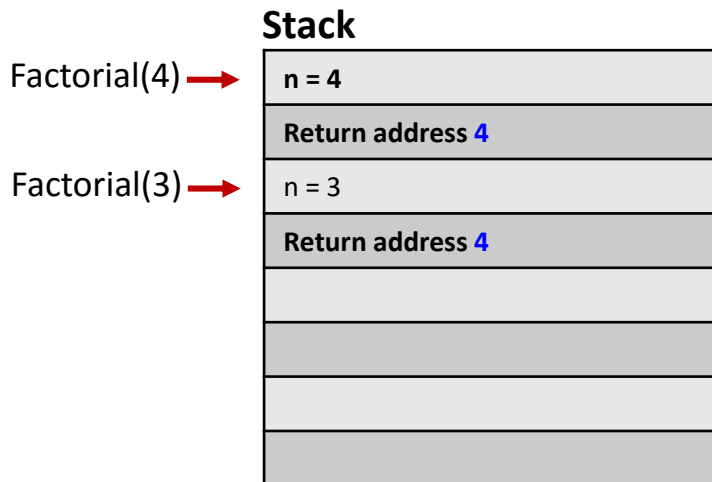 Stack
Factorial(4)
n = 4
Return address 4
Factorial(3)
n = 3
Return address 4